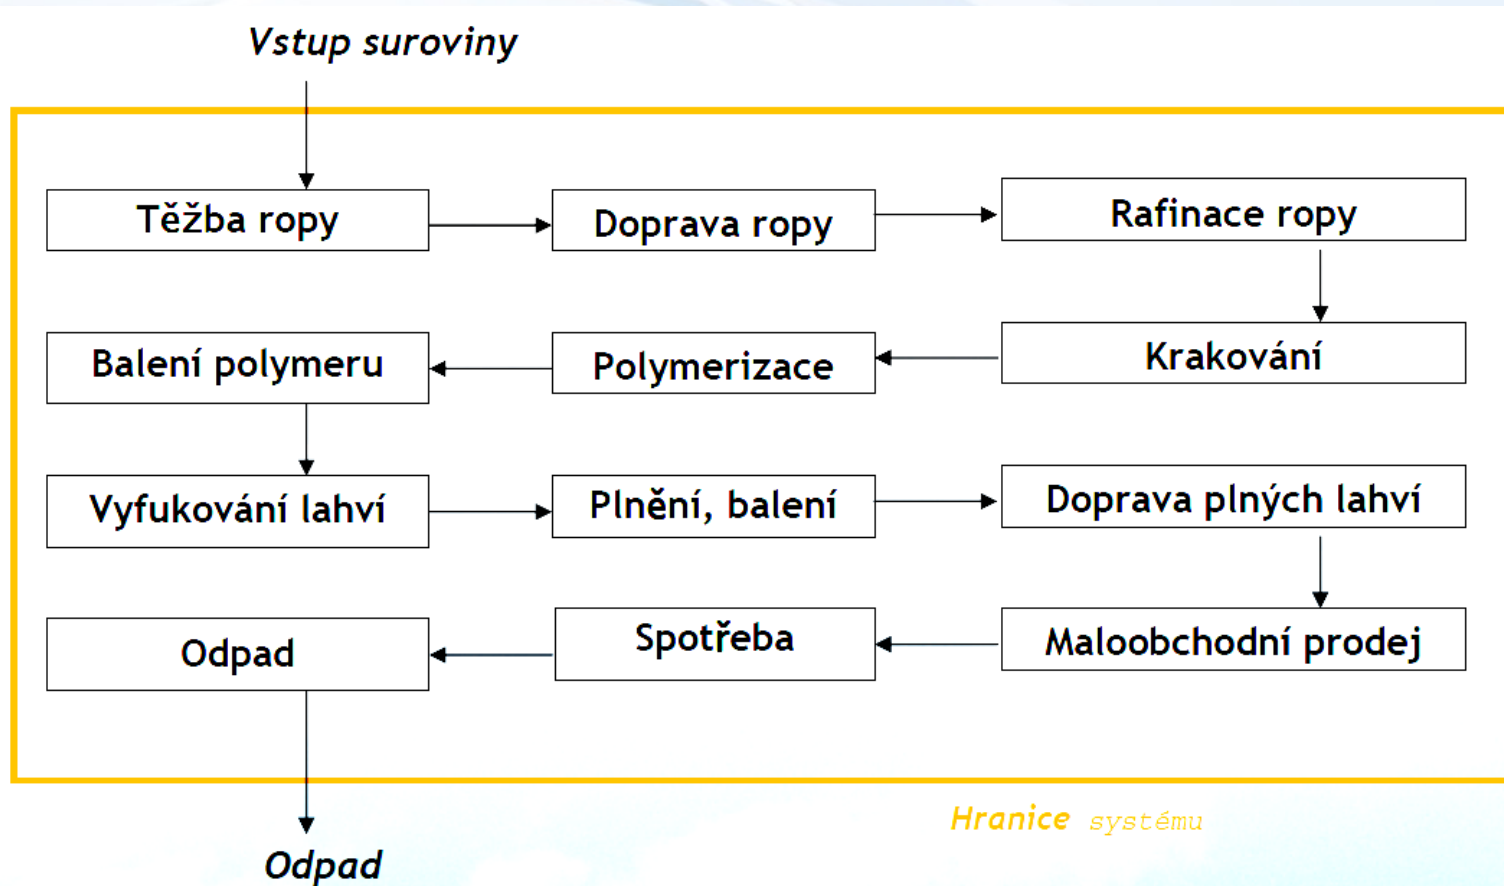 Vstup suroviny
Těžba ropy
Doprava ropy
Rafinace ropy
Krakování
Polymerizace
Balení polymeru
Vyfukování lahví
Plnění, balení
Doprava plných lahví
Maloobchodní prodej
Spotřeba
Odpad
Hranice systému
Odpad